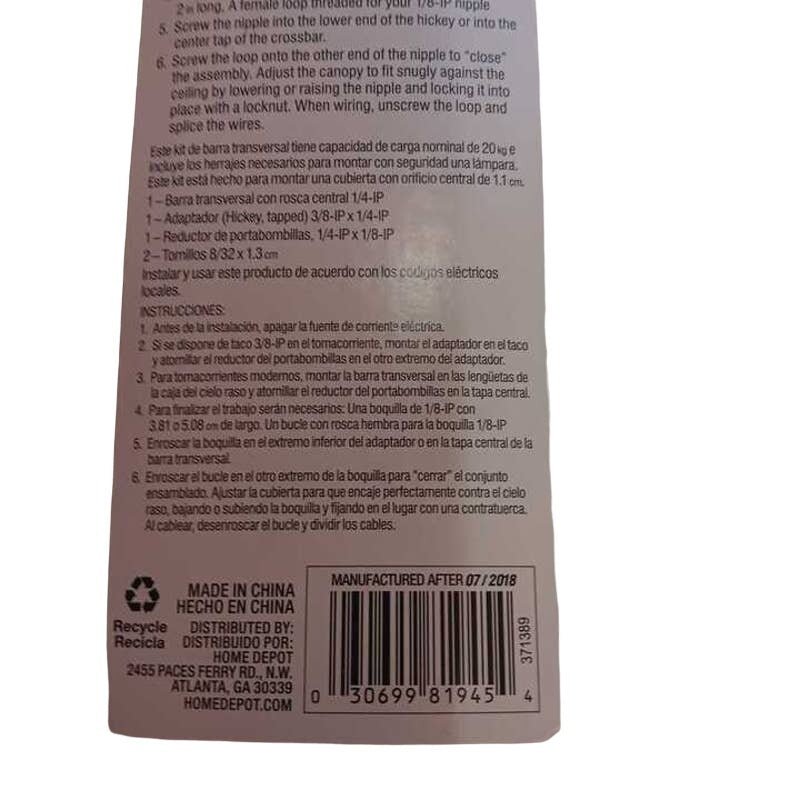 2 in long. A female loop threaded for your 1/8-IP nipple
5. Screw the nipple into the lower end of the hickey or into the
center tap of the crossbar.
6. Screw the loop onto the other end of the nipple to "close"
the assembly. Adjust the canopy to fit snugly against the
ceiling by lowering or raising the nipple and locking it into
place with a locknut. When wiring, unscrew the loop and
splice the wires.
Este kit de barra transversal tiene capacidad de carga nominal de 20 kg e
incluye los herrajes necesarios para montar con seguridad una lámpara.
Este kit está hecho para montar una cubierta con orificio central de 1.1 cm.
1 – Barra transversal con rosca central 1/4-IP
1 – Adaptador (Hickey, tapped) 3/8-IP x 1/4-IP
1 – Reductor de portabombillas, 1/4-IP x 1/8-IP
2 – Tornillos 8/32 x 1.3 cm
Instalar y usar este producto de acuerdo con los codigos eléctricos
locales.
INSTRUCCIONES:
1. Antes de la instalación, apagar la fuente de corriente eléctrica.
2. Si se dispone de taco 3/8-IP en el tomacorriente, montar el adaptador en el taco
y atornillar el reductor del portabombillas en el otro extremo del adaptador.
3. Para tomacorrientes modernos, montar la barra transversal en las lengüetas de
la caja del cielo raso y atornillar el reductor del portabombillas en la tapa central.
4. Para finalizar el trabajo serán necesarios: Una boquilla de 1/8-IP con
3.81 o 5.08 cm de largo. Un bucle con rosca hembra para la boquilla 1/8-IP
5. Enroscar la boquilla en el extremo inferior del adaptador o en la tapa central de la
barra transversal.
6. Enroscar el bucle en el otro extremo de la boquilla para "cerrar" el conjunto
ensamblado. Ajustar la cubierta para que encaje perfectamente contra el cielo
raso, bajando o subiendo la boquilla y fijando en el lugar con una contratuerca.
Al cablear, desenroscar el bucle y dividir los cables.
Recycle
Recicla
MADE IN CHINA
HECHO EN CHINA
DISTRIBUTED BY:
DISTRIBUIDO POR:
HOME DEPOT
2455 PACES FERRY RD., N.W.
ATLANTA, GA 30339
HOMEDEPOT.COM
MANUFACTURED AFTER 07/2018
371389
0 30699 81945 4